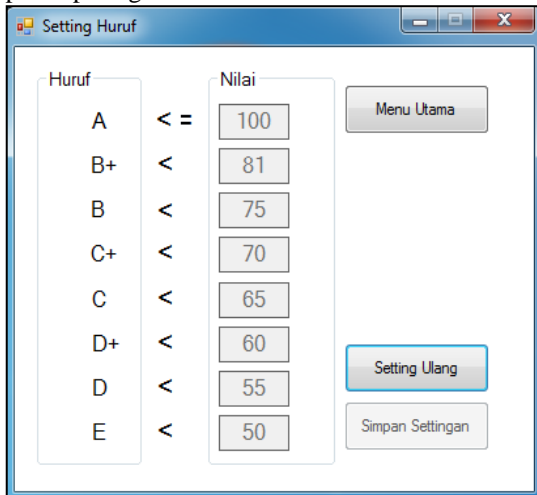 Setting Huruf
Huruf Nilai
A < = 100
Menu Utama
B+ < 81
B < 75
C+ < 70
C < 65
D+ < 60
Setting Ulang
D < 55
E < 50
Simpan Settingan